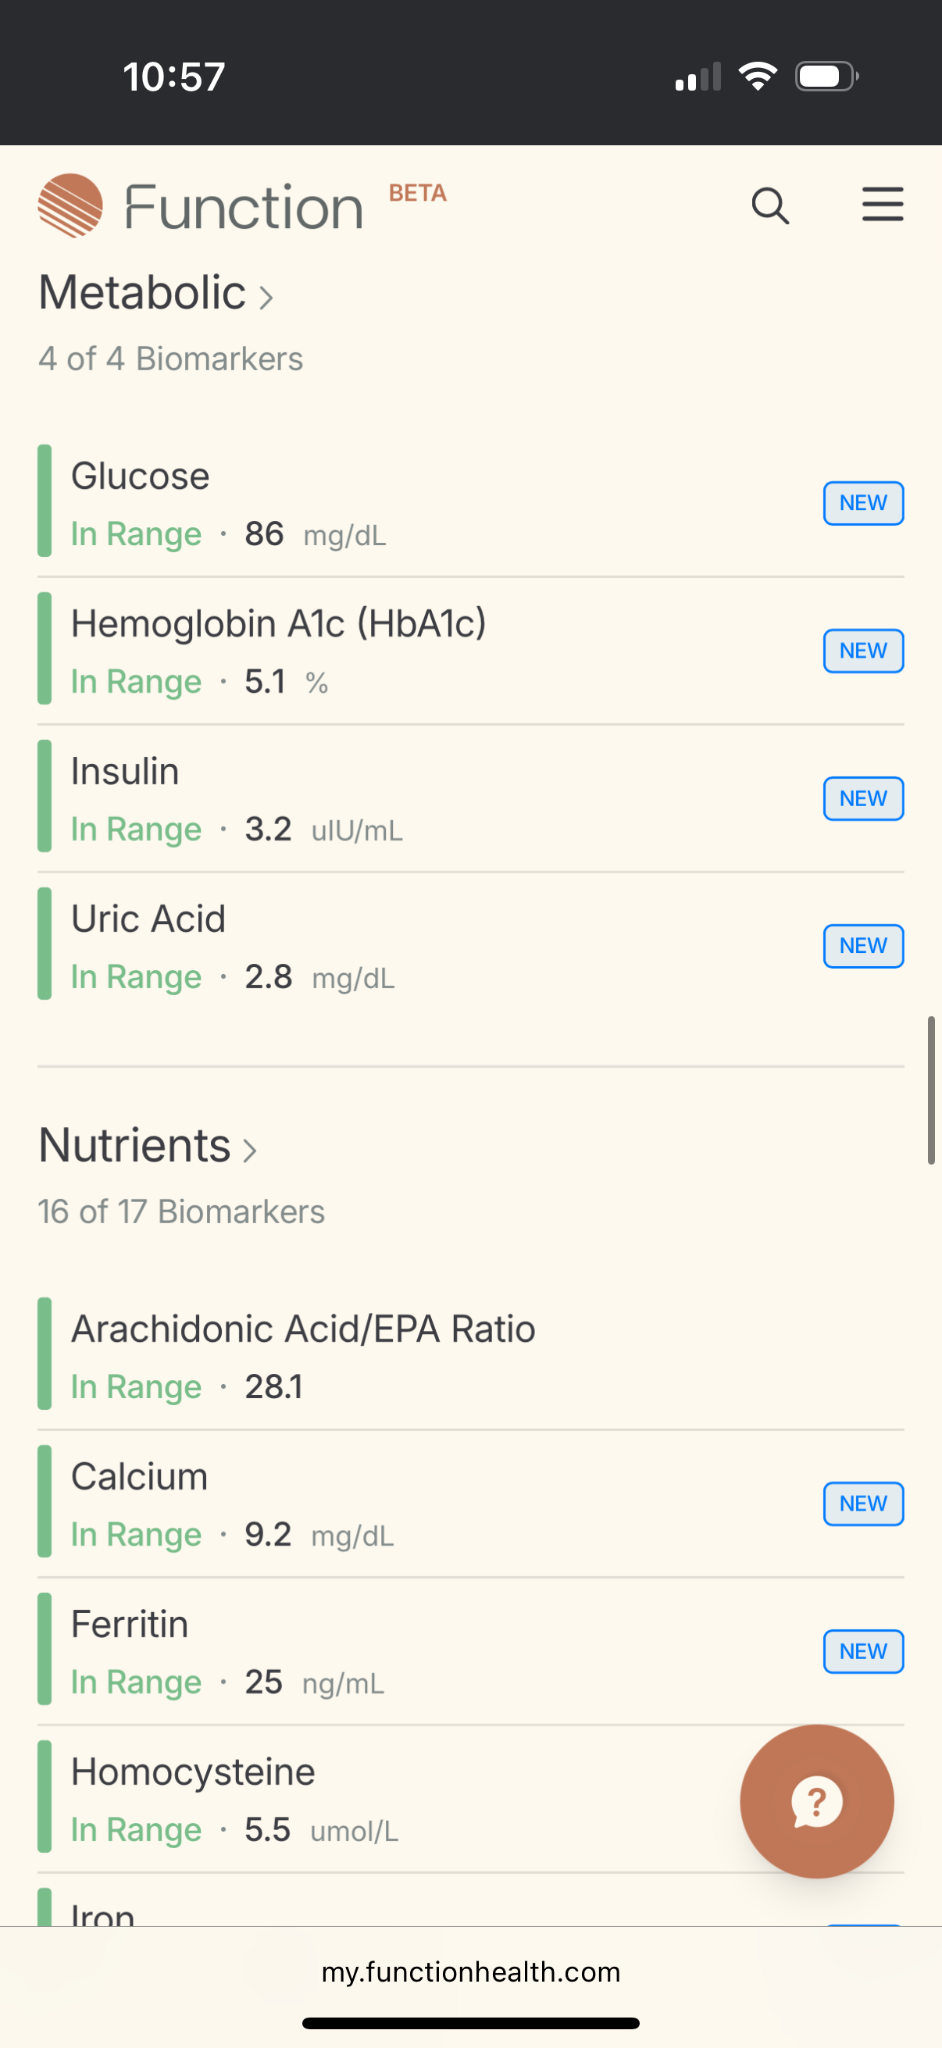 10:57
Function BETA
Metabolic >
4 of 4 Biomarkers
Glucose
In Range · 86 mg/dL
NEW
Hemoglobin A1c (HbA1c)
In Range · 5.1 %
NEW
Insulin
In Range · 3.2 uIU/mL
NEW
Uric Acid
In Range · 2.8 mg/dL
NEW
Nutrients >
16 of 17 Biomarkers
Arachidonic Acid/EPA Ratio
In Range · 28.1
Calcium
In Range · 9.2 mg/dL
NEW
Ferritin
In Range · 25 ng/mL
NEW
Homocysteine
In Range · 5.5 umol/L
?
Iron
my.functionhealth.com